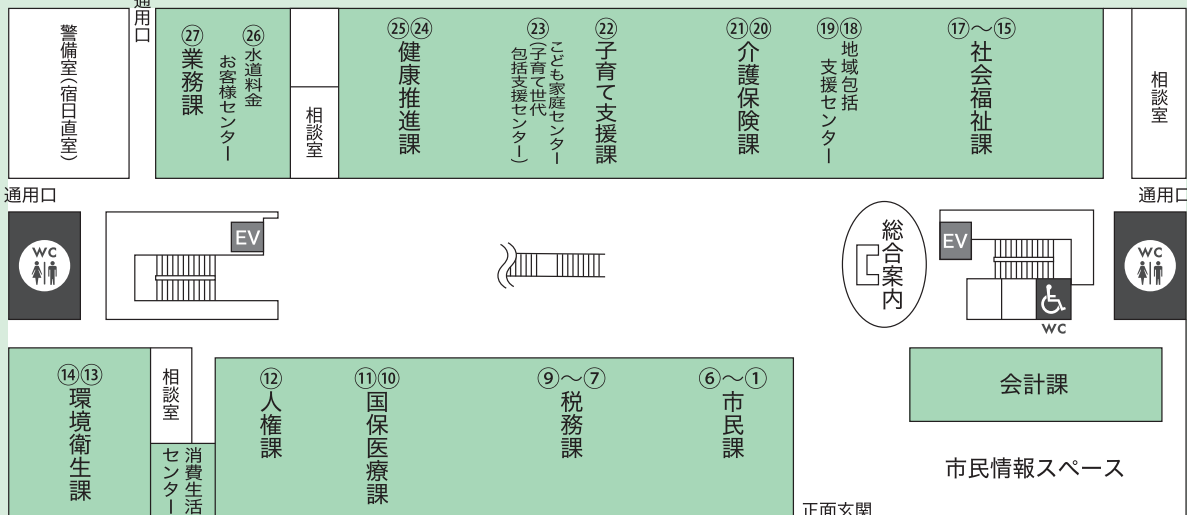 通用口
警備室(宿日直室)
㉗
業務課
㉖
水道料金
お客様センター
相談室
㉕㉔
健康推進課
㉓
こども家庭センター
(子育て世代
包括支援センター)
㉒
子育て支援課
㉑⑳
介護保険課
⑲⑱
地域包括
支援センター
⑰～⑮
社会福祉課
相談室
通用口
通用口
WC
EV
総合案内
EV
WC
WC
⑭⑬
環境衛生課
相談室
消費生活
センター
⑫
人権課
⑪⑩
国保医療課
⑨～⑦
税務課
⑥～①
市民課
会計課
市民情報スペース
正面玄関